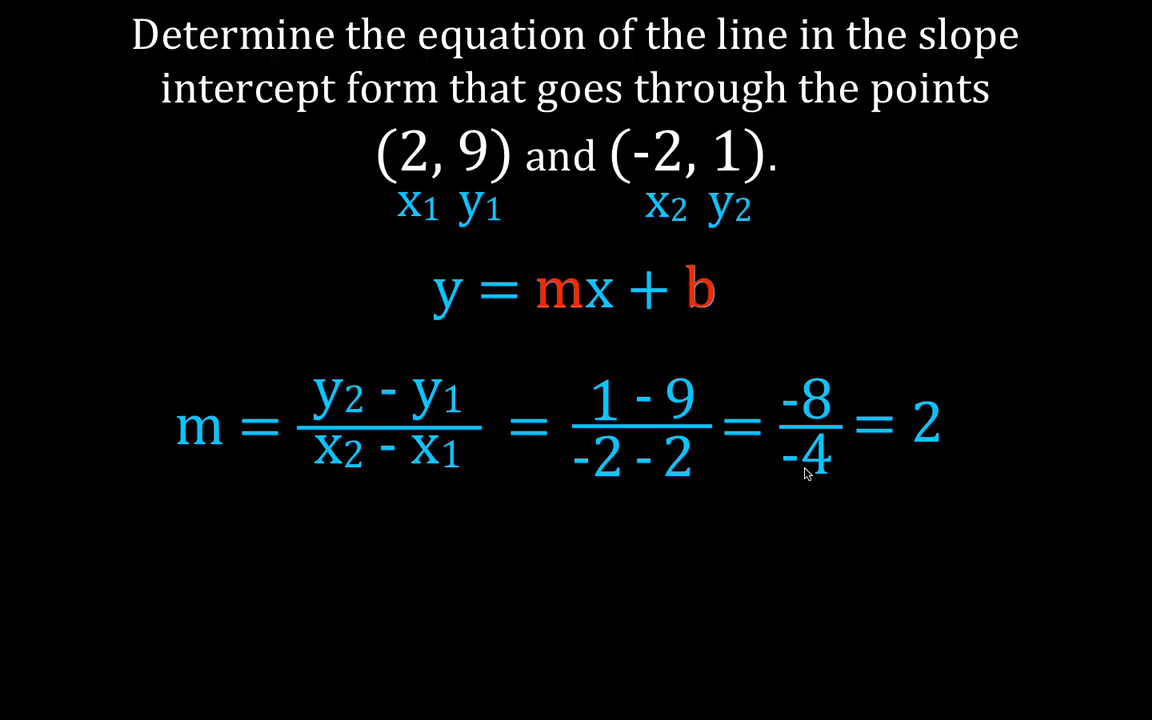 Determine the equation of the line in the slope
intercept form that goes through the points
(2, 9) and (-2, 1).
x₁ y₁ x₂ y₂
y = mx + b
m = y₂ - y₁ / x₂ - x₁ = 1 - 9 / -2 - 2 = -8 / -4 = 2